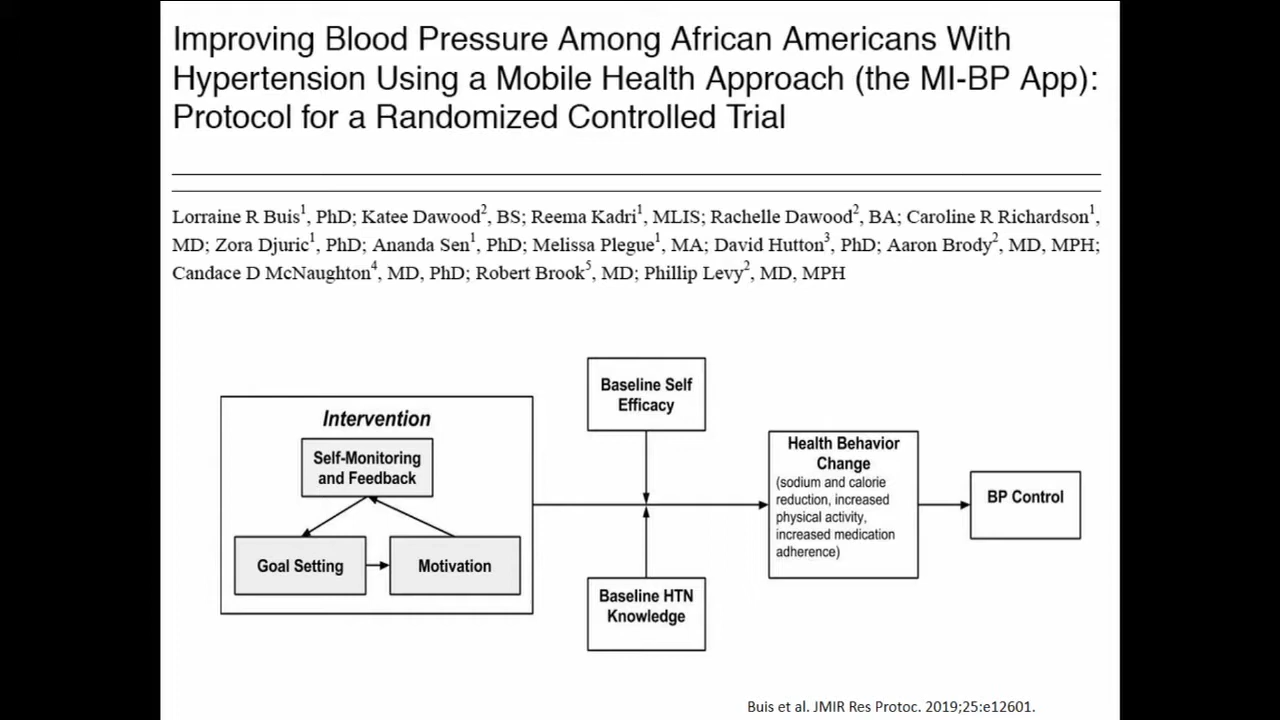 Improving Blood Pressure Among African Americans With
Hypertension Using a Mobile Health Approach (the MI-BP App):
Protocol for a Randomized Controlled Trial
Lorraine R Buis1, PhD; Katee Dawood2, BS; Reema Kadri1, MLIS; Rachelle Dawood2, BA; Caroline R Richardson1,
MD; Zora Djuric1, PhD; Ananda Sen1, PhD; Melissa Plegue1, MA; David Hutton3, PhD; Aaron Brody2, MD, MPH;
Candace D McNaughton4, MD, PhD; Robert Brook5, MD; Phillip Levy2, MD, MPH
Intervention
Self-Monitoring
and Feedback
Goal Setting
Motivation
Baseline Self
Efficacy
Baseline HTN
Knowledge
Health Behavior
Change
(sodium and calorie
reduction, increased
physical activity,
increased medication
adherence)
BP Control
Buis et al. JMIR Res Protoc. 2019;25:e12601.